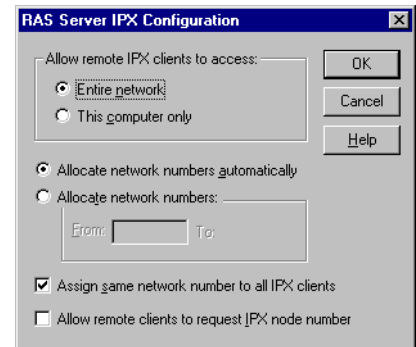 RAS Server IPX Configuration
Allow remote IPX clients to access:
Entire network
This computer only
OK
Cancel
Help
Allocate network numbers automatically
Allocate network numbers:
From: To:
Assign same network number to all IPX clients
Allow remote clients to request IPX node number